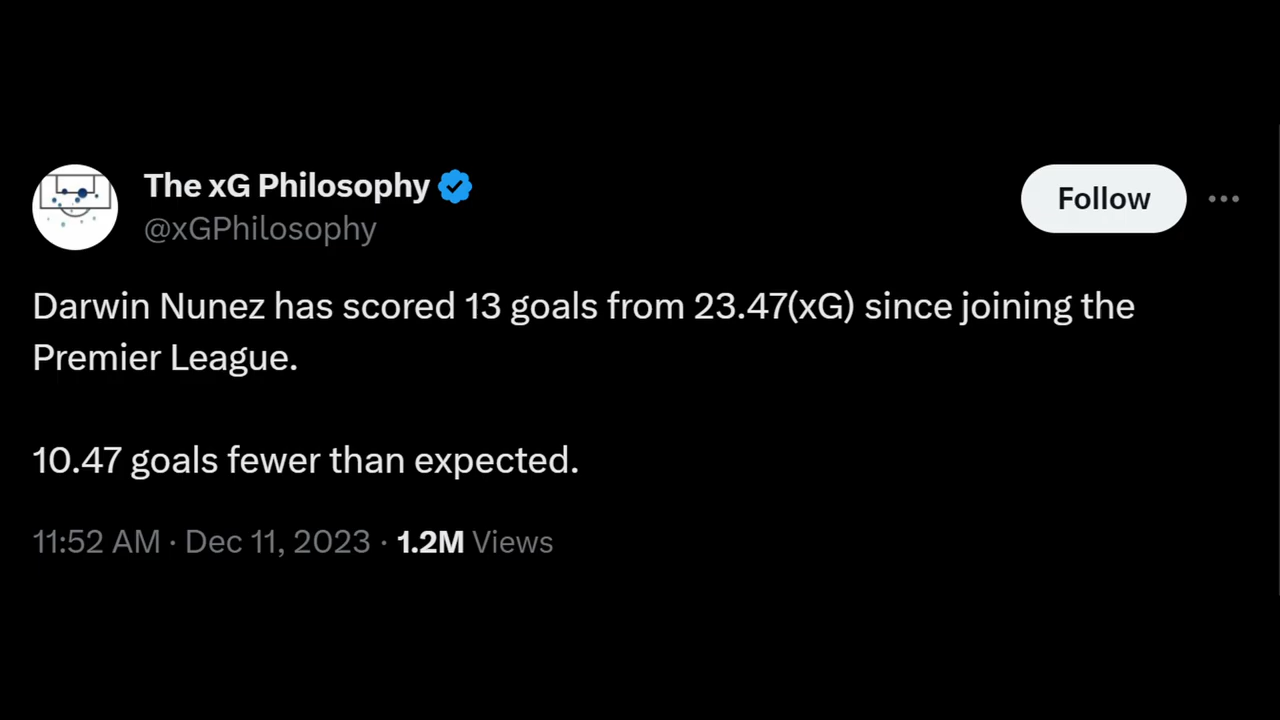 The xG Philosophy
@xGPhilosophy
Follow
Darwin Nunez has scored 13 goals from 23.47(xG) since joining the
Premier League.
10.47 goals fewer than expected.
11:52 AM · Dec 11, 2023 · 1.2M Views